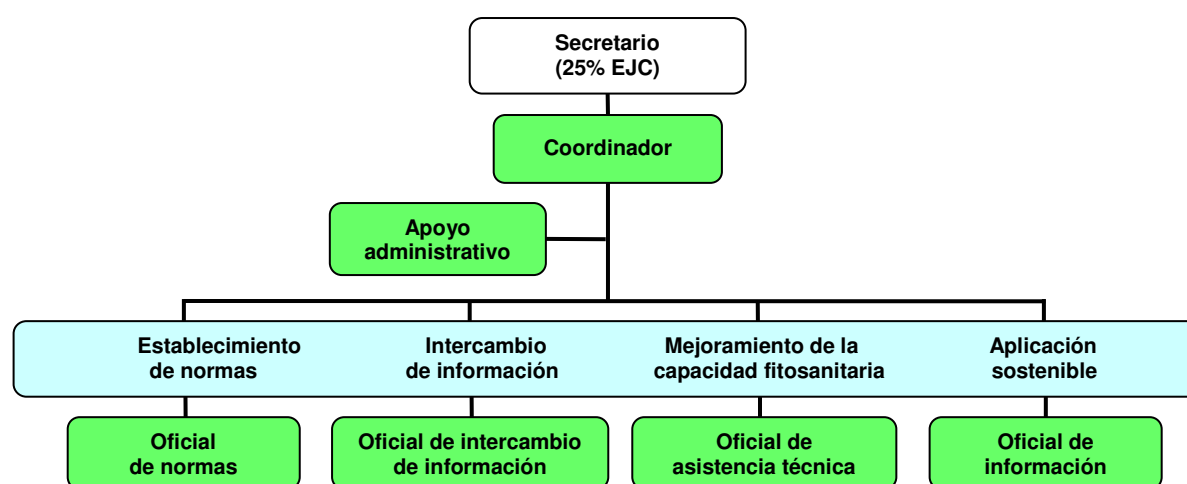 Secretario
(25% EJC)
Coordinador
Apoyo
administrativo
Establecimiento
de normas
Intercambio
de información
Mejoramiento de la
capacidad fitosanitaria
Aplicación
sostenible
Oficial
de normas
Oficial de intercambio
de información
Oficial de
asistencia técnica
Oficial de
información